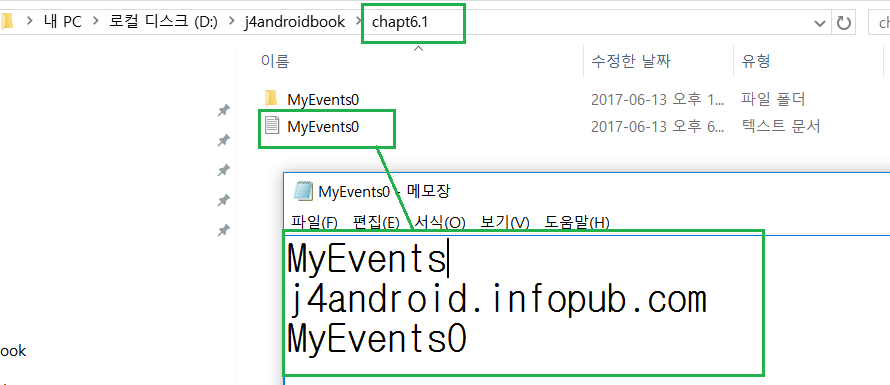 내 PC > 로컬 디스크 (D:) > j4androidbook > chapt6.1
이름 수정한 날짜 유형
MyEvents0 2017-06-13 오후 1... 파일 폴더
MyEvents0 2017-06-13 오후 6... 텍스트 문서
MyEvents0 - 메모장
파일(F) 편집(E) 서식(O) 보기(V) 도움말(H)
MyEvents
j4android.infopub.com
MyEvents0
ook